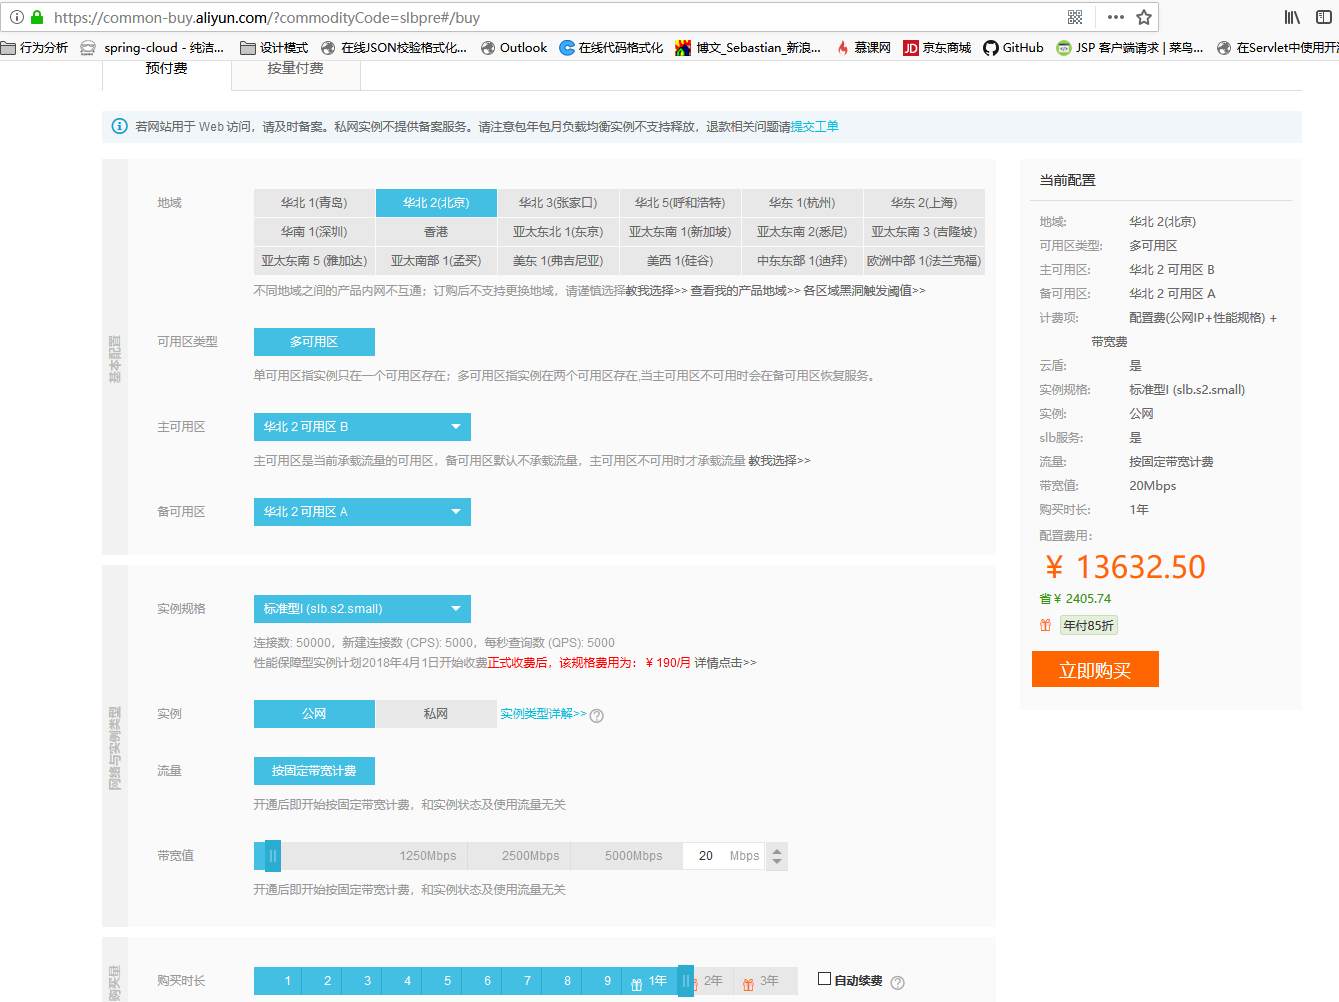 https://common-buy.aliyun.com/?commodityCode=slbpre#/buy
行为分析 spring-cloud - 纯洁... 设计模式 在线JSON校验格式化... Outlook 在线代码格式化 博文_Sebastian_新浪... 慕课网 JD 京东商城 GitHub JSP 客户端请求 | 菜鸟... 在Servlet中使用开
预付费 按量付费
若网站用于 Web 访问，请及时备案。私网实例不提供备案服务。请注意包年包月负载均衡实例不支持释放，退款相关问题请提交工单
基本配置
地域
华北 1(青岛) 华北 2(北京) 华北 3(张家口) 华北 5(呼和浩特) 华东 1(杭州) 华东 2(上海)
华南 1(深圳) 香港 亚太东北 1(东京) 亚太东南 1(新加坡) 亚太东南 2(悉尼) 亚太东南 3 (吉隆坡)
亚太东南 5 (雅加达) 亚太南部 1(孟买) 美东 1(弗吉尼亚) 美西 1(硅谷) 中东东部 1(迪拜) 欧洲中部 1(法兰克福)
不同地域之间的产品内网不互通；订购后不支持更换地域，请谨慎选择教我选择>> 查看我的产品地域>> 各区域黑洞触发阈值>>
可用区类型 多可用区
单可用区指实例只在一个可用区存在；多可用区指实例在两个可用区存在,当主可用区不可用时会在备可用区恢复服务。
主可用区 华北 2 可用区 B
主可用区是当前承载流量的可用区，备可用区默认不承载流量，主可用区不可用时才承载流量 教我选择>>
备可用区 华北 2 可用区 A
网络与实例类型
实例规格 标准型I (slb.s2.small)
连接数: 50000，新建连接数 (CPS): 5000，每秒查询数 (QPS): 5000
性能保障型实例计划2018年4月1日开始收费正式收费后，该规格费用为：¥ 190/月 详情点击>>
实例 公网 私网 实例类型详解>> ?
流量 按固定带宽计费
开通后即开始按固定带宽计费，和实例状态及使用流量无关
带宽值 1250Mbps 2500Mbps 5000Mbps 20 Mbps
开通后即开始按固定带宽计费，和实例状态及使用流量无关
购买量
购买时长 1 2 3 4 5 6 7 8 9 1年 2年 3年 自动续费 ?
当前配置
地域: 华北 2(北京)
可用区类型: 多可用区
主可用区: 华北 2 可用区 B
备可用区: 华北 2 可用区 A
计费项: 配置费(公网IP+性能规格) +
带宽费
云盾: 是
实例规格: 标准型I (slb.s2.small)
实例: 公网
slb服务: 是
流量: 按固定带宽计费
带宽值: 20Mbps
购买时长: 1年
配置费用：
¥ 13632.50
省¥ 2405.74
年付85折
立即购买